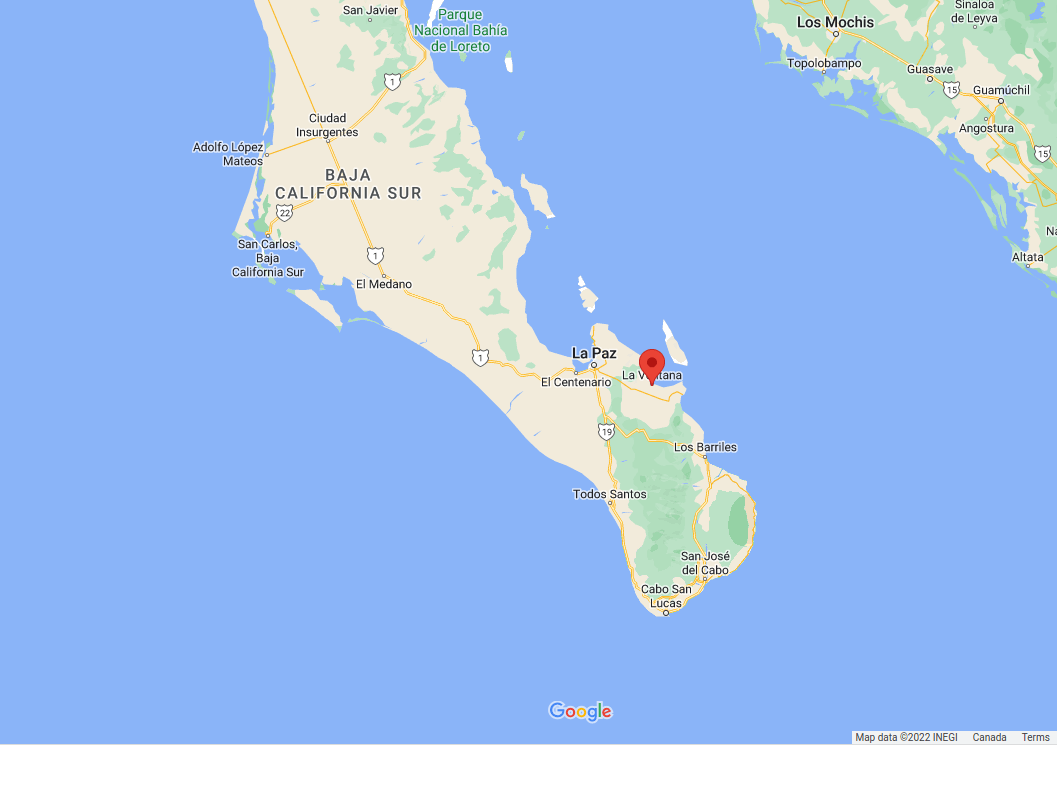 San Javier
Parque
Nacional Bahía
de Loreto
Sinaloa
de Leyva
Los Mochis
Topolobampo
Guasave
1
15
Guamúchil
Ciudad
Insurgentes
Angostura
Adolfo López
Mateos
15
BAJA
CALIFORNIA SUR
22
San Carlos,
Baja
California Sur
1
Altata
El Medano
1
La Paz
La Ventana
El Centenario
19
Los Barriles
Todos Santos
San José
del Cabo
Cabo San
Lucas
Google
Map data ©2022 INEGI Canada Terms